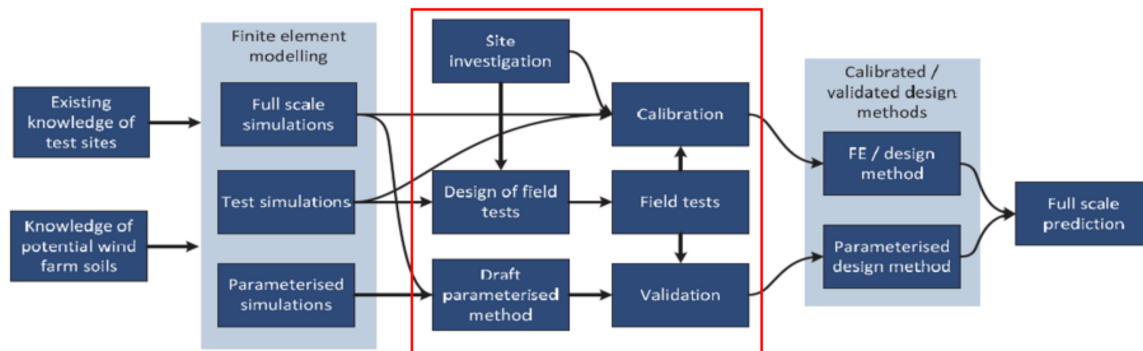 Existing
knowledge of
test sites
Knowledge of
potential wind
farm soils
Finite element
modelling
Full scale
simulations
Test simulations
Parameterised
simulations
Site
investigation
Design of field
tests
Draft
parameterised
method
Calibration
Field tests
Validation
Calibrated /
validated design
methods
FE / design
method
Parameterised
design method
Full scale
prediction